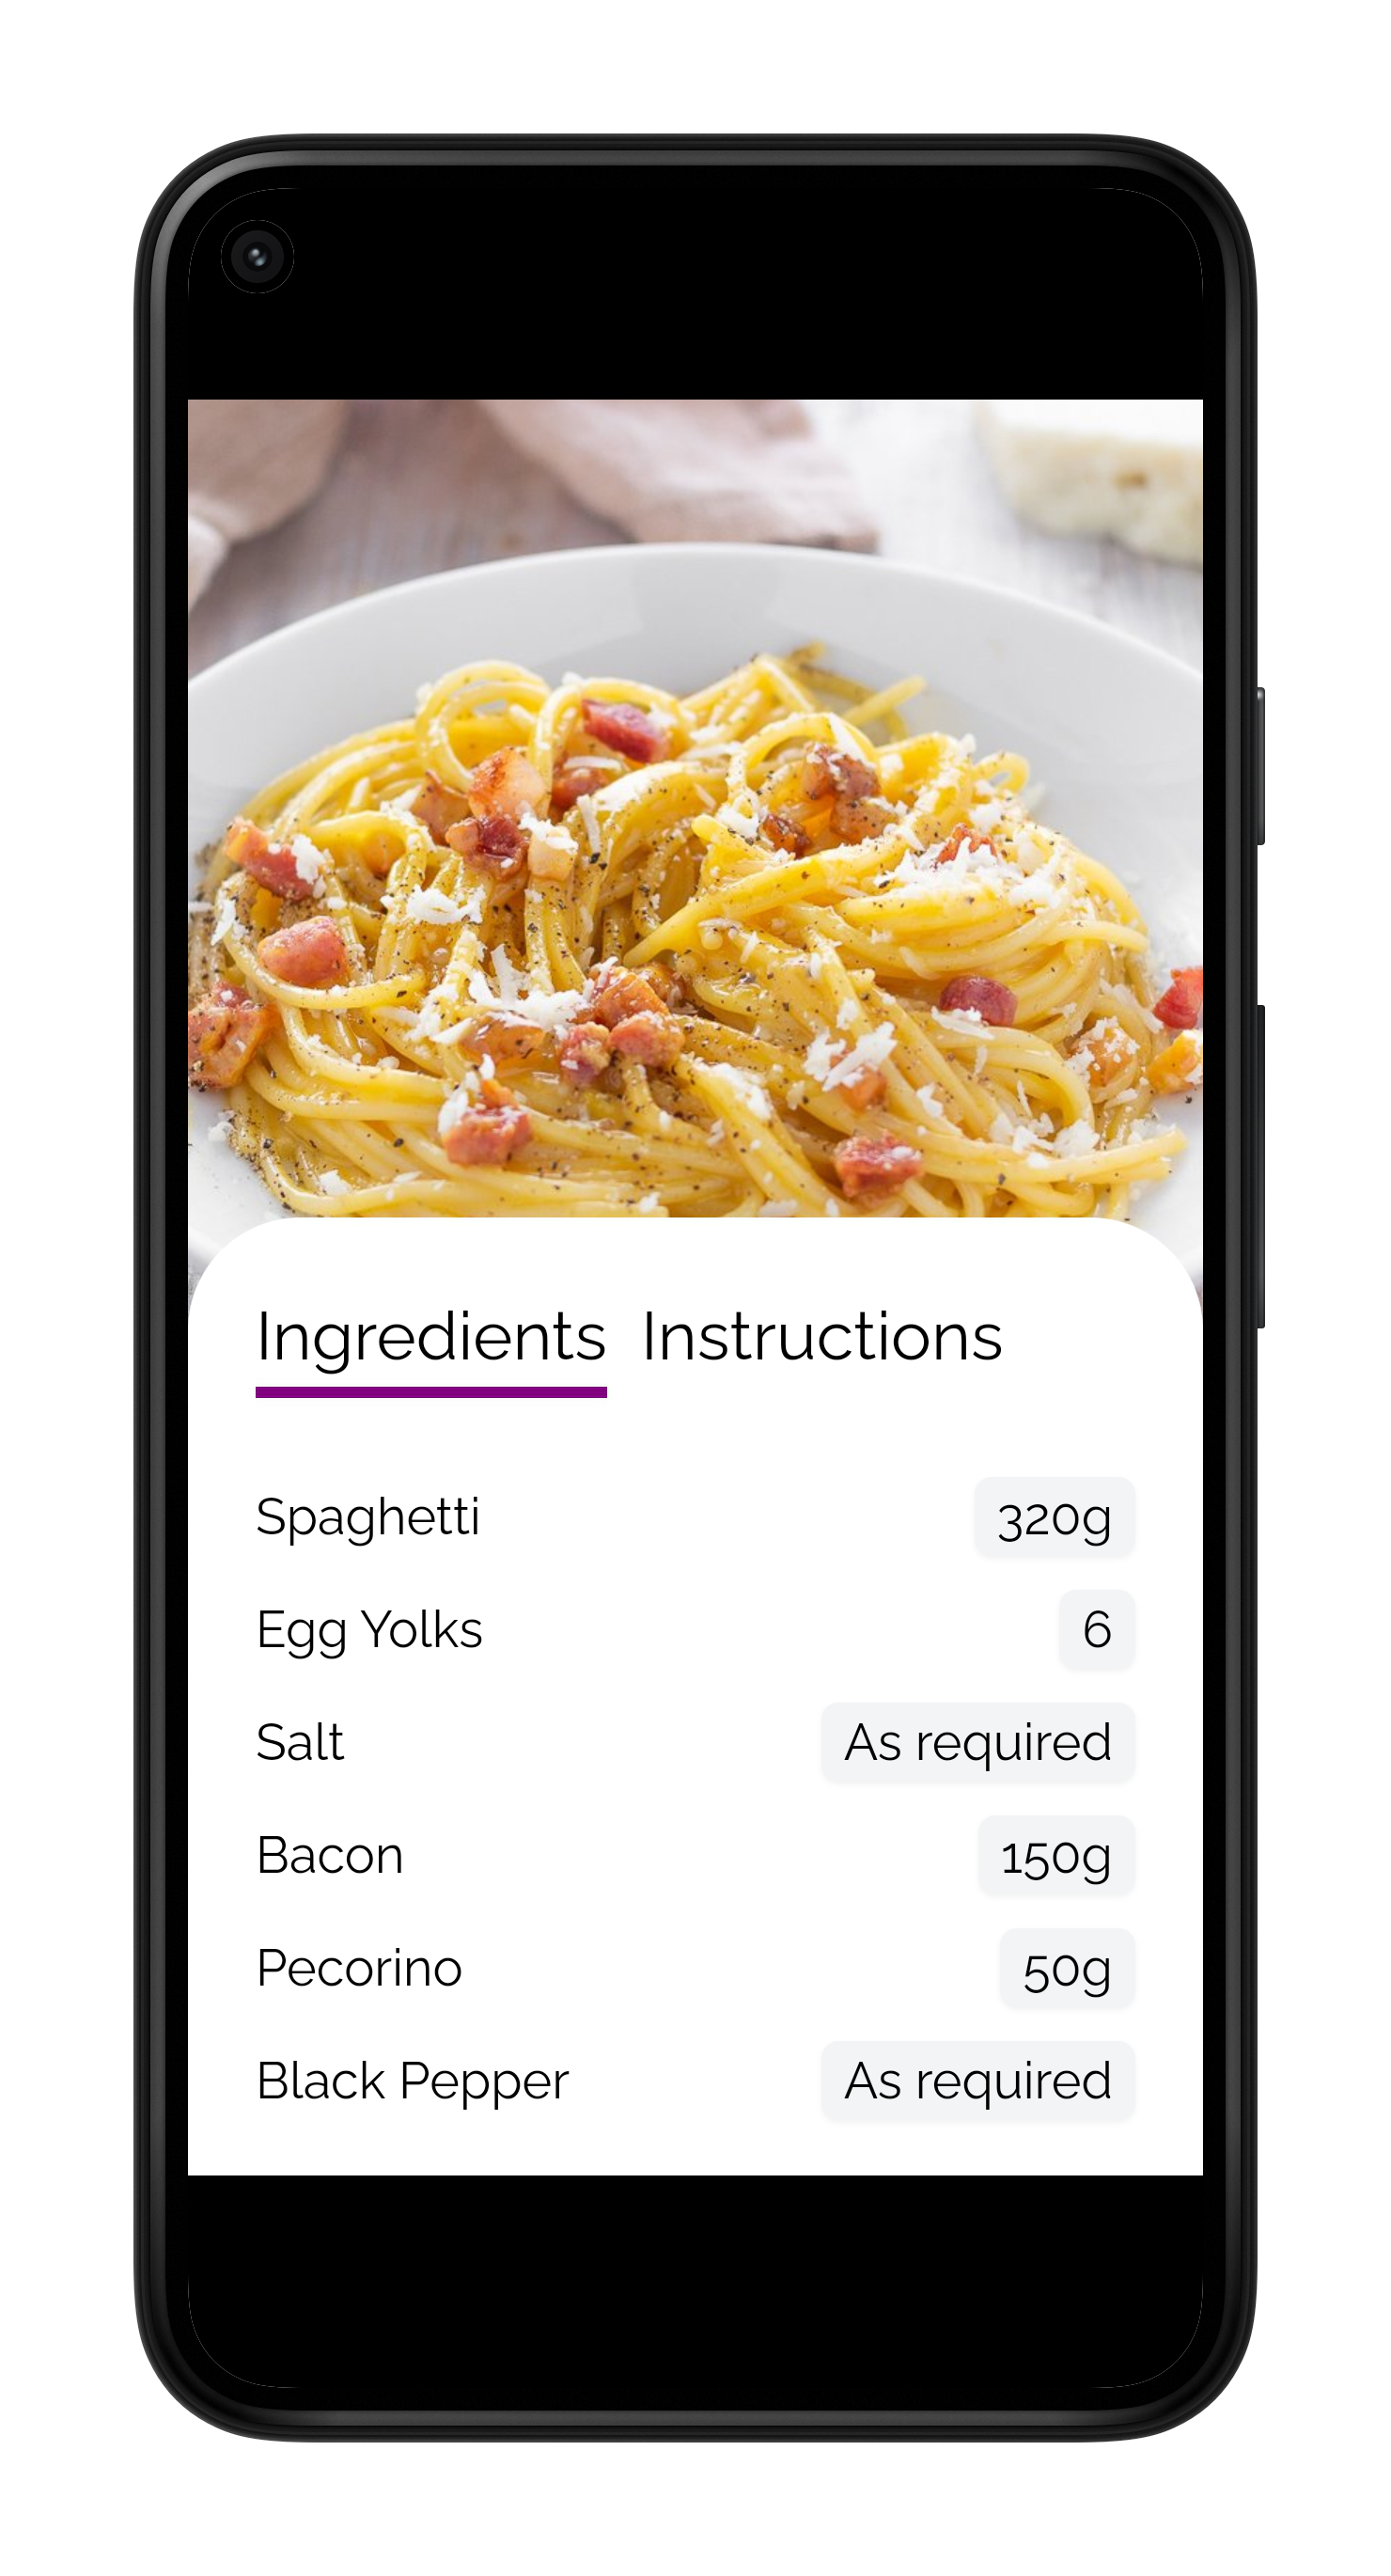 Ingredients Instructions
Spaghetti 320g
Egg Yolks 6
Salt As required
Bacon 150g
Pecorino 50g
Black Pepper As required